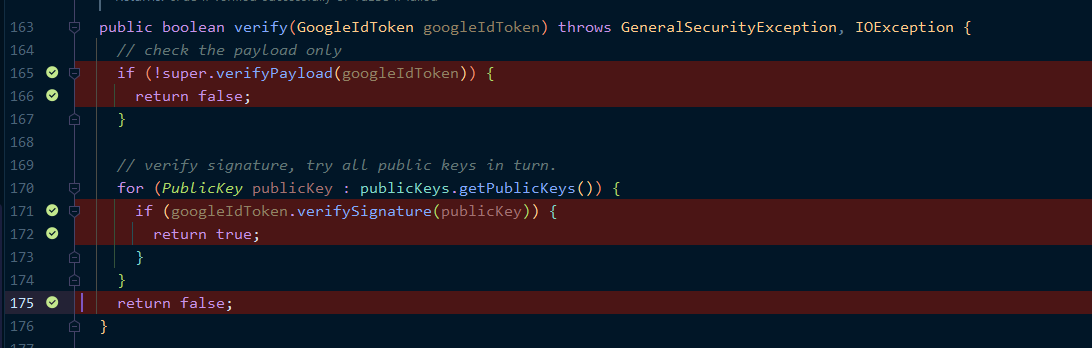 163 public boolean verify(GoogleIdToken googleIdToken) throws GeneralSecurityException, IOException {
164 // check the payload only
165 if (!super.verifyPayload(googleIdToken)) {
166 return false;
167 }
168
169 // verify signature, try all public keys in turn.
170 for (PublicKey publicKey : publicKeys.getPublicKeys()) {
171 if (googleIdToken.verifySignature(publicKey)) {
172 return true;
173 }
174 }
175 return false;
176 }